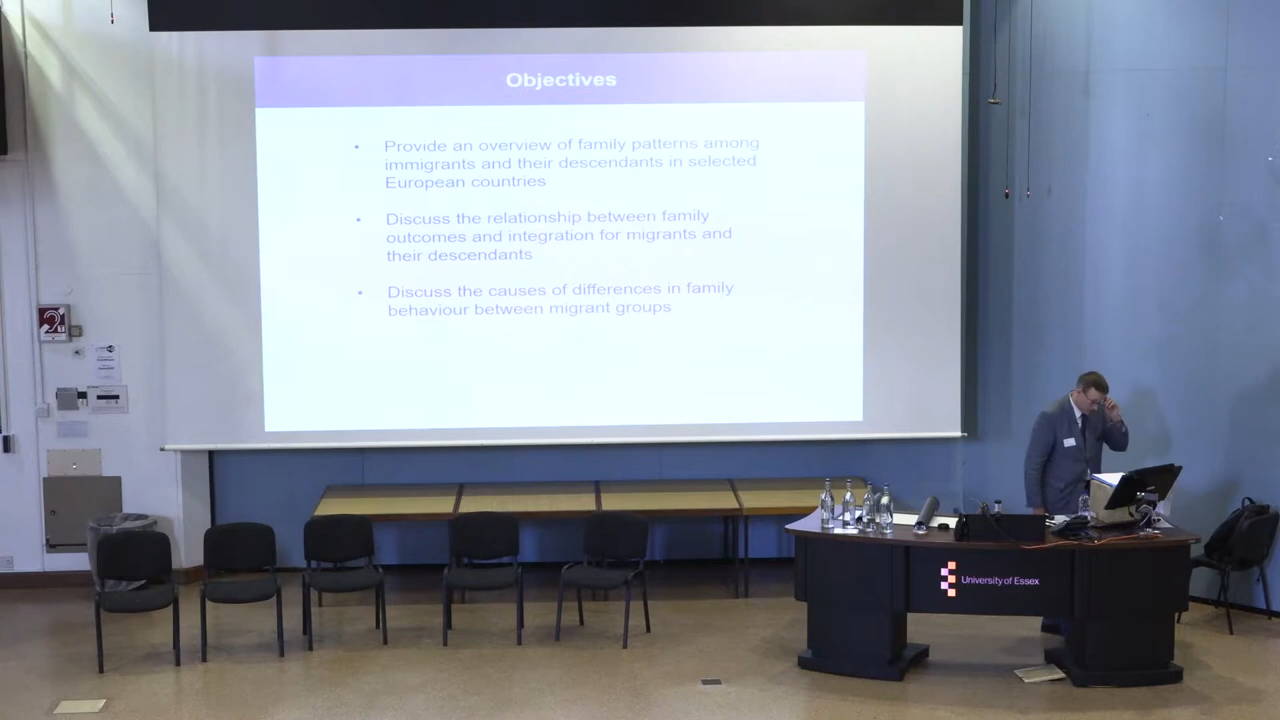 Objectives
• Provide an overview of family patterns among
immigrants and their descendants in selected
European countries
• Discuss the relationship between family
outcomes and integration for migrants and
their descendants
• Discuss the causes of differences in family
behaviour between migrant groups
University of Essex